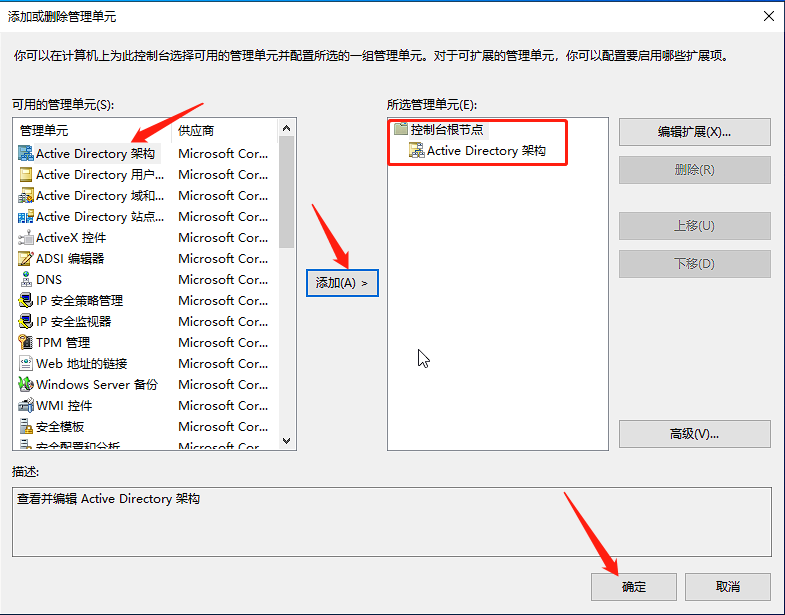 添加或删除管理单元
你可以在计算机上为此控制台选择可用的管理单元并配置所选的一组管理单元。对于可扩展的管理单元，你可以配置要启用哪些扩展项。
可用的管理单元(S):
管理单元 供应商
Active Directory 架构 Microsoft Cor...
Active Directory 用户... Microsoft Cor...
Active Directory 域和... Microsoft Cor...
Active Directory 站点... Microsoft Cor...
ActiveX 控件 Microsoft Cor...
ADSI 编辑器 Microsoft Cor...
DNS Microsoft Cor...
IP 安全策略管理 Microsoft Cor...
IP 安全监视器 Microsoft Cor...
TPM 管理 Microsoft Cor...
Web 地址的链接 Microsoft Cor...
Windows Server 备份 Microsoft Cor...
WMI 控件 Microsoft Cor...
安全模板 Microsoft Cor...
安全配置和分析 Microsoft Cor...
添加(A) >
所选管理单元(E):
控制台根节点
Active Directory 架构
编辑扩展(X)...
删除(R)
上移(U)
下移(D)
高级(V)...
描述:
查看并编辑 Active Directory 架构
确定
取消